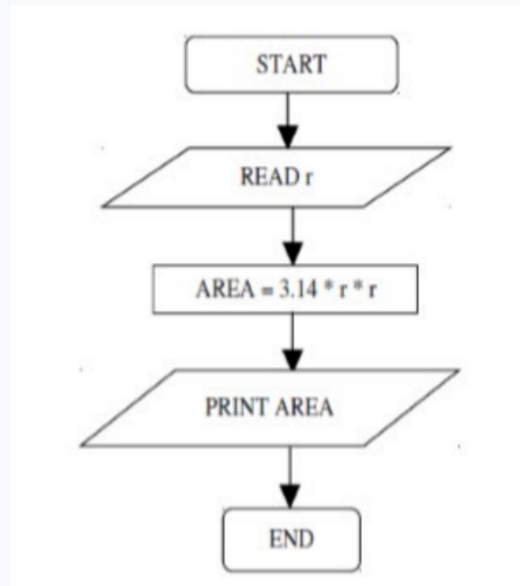 START
READ r
AREA = 3.14 * r * r
PRINT AREA
END